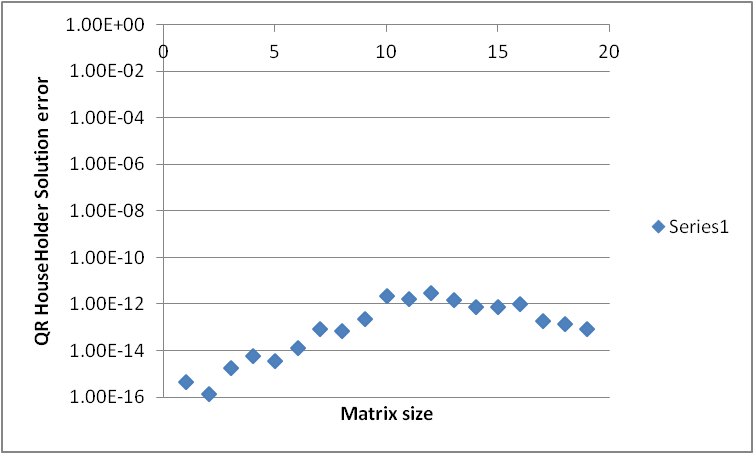 1.00E+00
0 5 10 15 20
1.00E-02
1.00E-04
1.00E-06
1.00E-08
1.00E-10
1.00E-12
1.00E-14
1.00E-16
QR HouseHolder Solution error
Matrix size
Series1